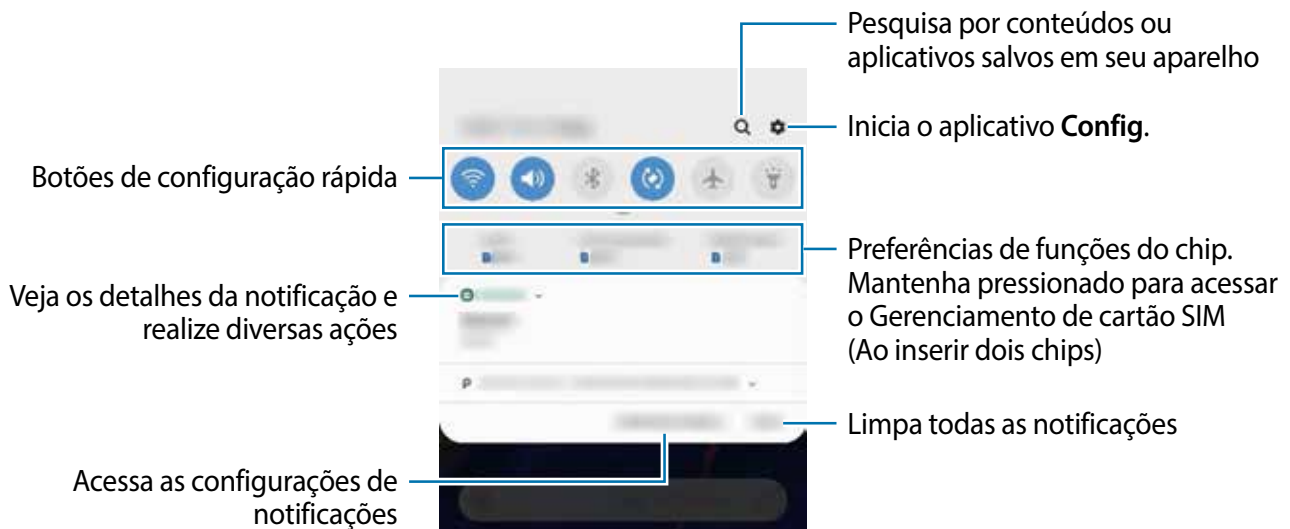 Pesquisa por conteúdos ou
aplicativos salvos em seu aparelho
Inicia o aplicativo Config.
Botões de configuração rápida
Preferências de funções do chip.
Mantenha pressionado para acessar
o Gerenciamento de cartão SIM
(Ao inserir dois chips)
Veja os detalhes da notificação e
realize diversas ações
Limpa todas as notificações
Acessa as configurações de
notificações